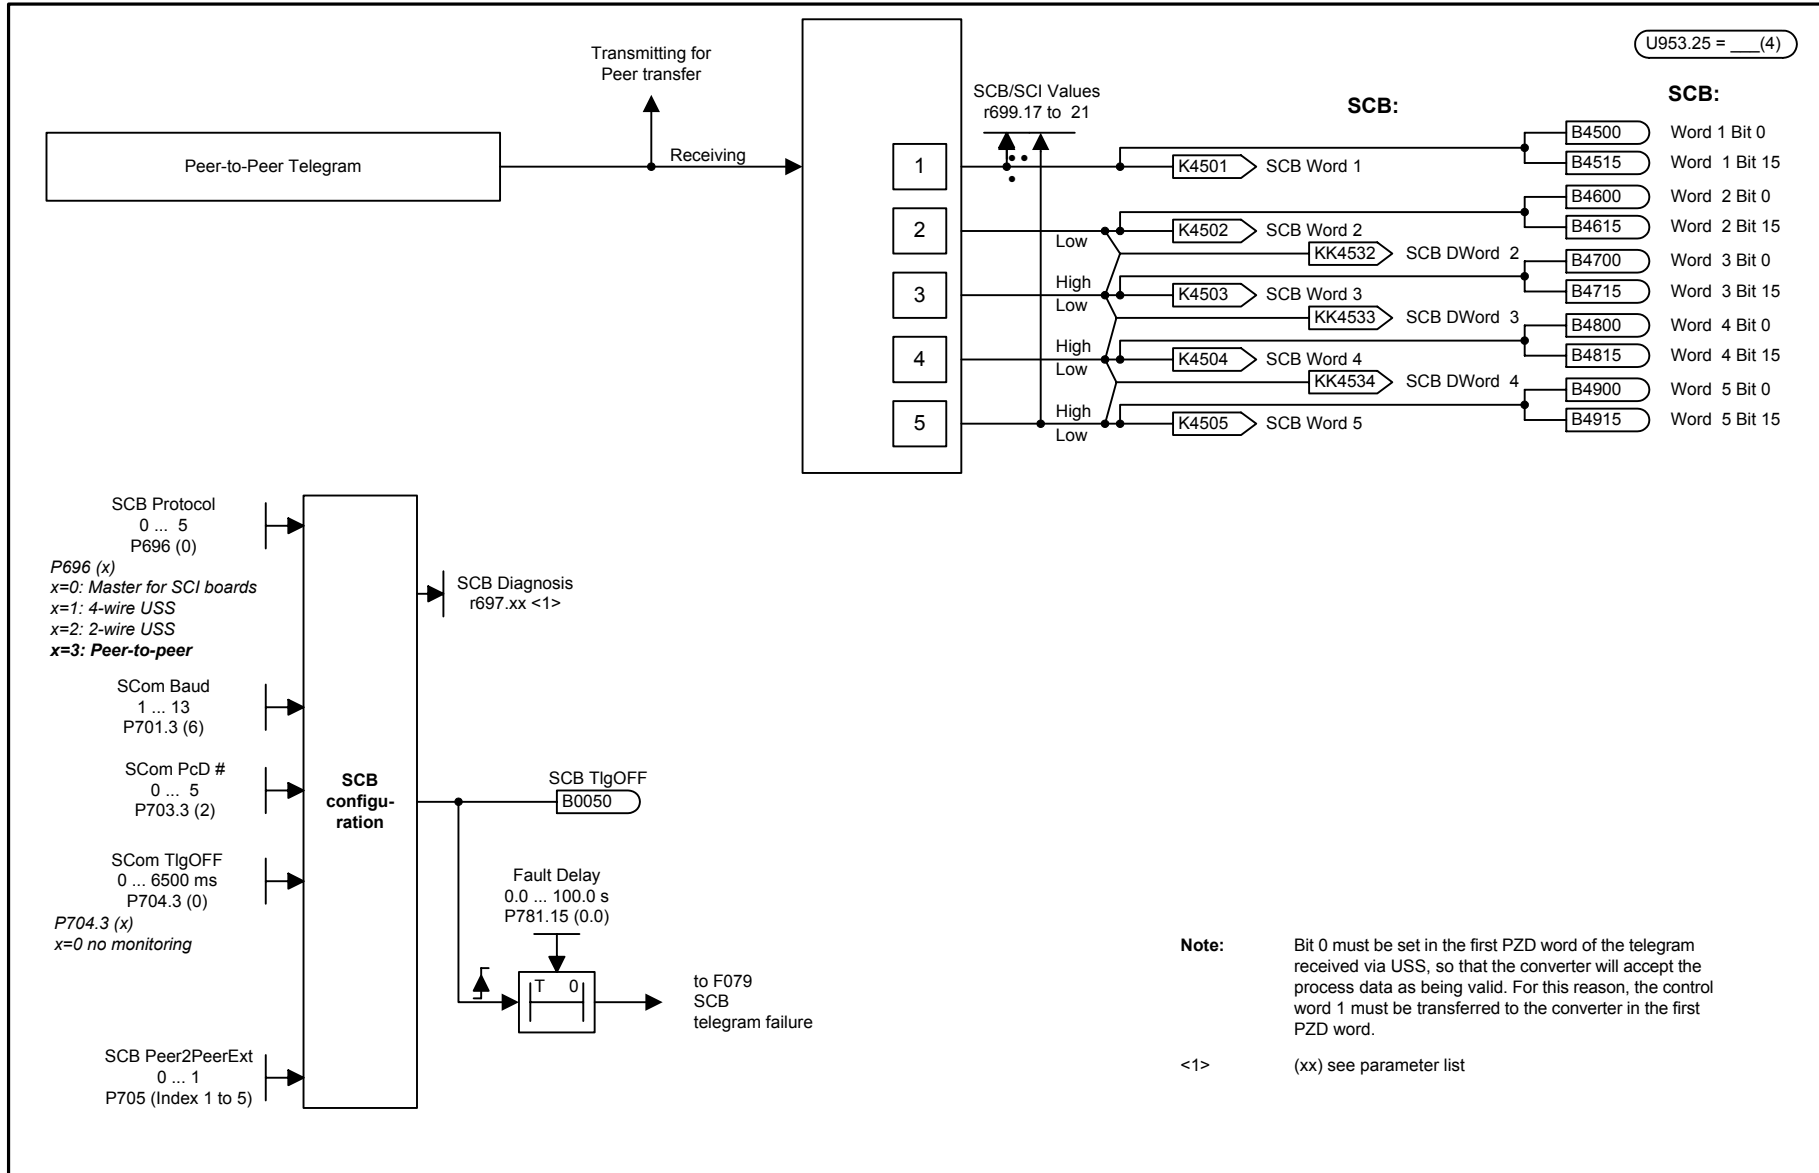 U953.25 = ___(4)
Transmitting for
Peer transfer
Peer-to-Peer Telegram
Receiving
SCB/SCI Values
r699.17 to 21
SCB:
SCB:
1
K4501
SCB Word 1
B4500
Word 1 Bit 0
B4515
Word 1 Bit 15
2
Low
K4502
SCB Word 2
B4600
Word 2 Bit 0
B4615
Word 2 Bit 15
KK4532
SCB DWord 2
3
High
Low
K4503
SCB Word 3
B4700
Word 3 Bit 0
B4715
Word 3 Bit 15
KK4533
SCB DWord 3
4
High
Low
K4504
SCB Word 4
B4800
Word 4 Bit 0
B4815
Word 4 Bit 15
KK4534
SCB DWord 4
5
High
Low
K4505
SCB Word 5
B4900
Word 5 Bit 0
B4915
Word 5 Bit 15
SCB Protocol
0 ... 5
P696 (0)
P696 (x)
x=0: Master for SCI boards
x=1: 4-wire USS
x=2: 2-wire USS
x=3: Peer-to-peer
SCom Baud
1 ... 13
P701.3 (6)
SCom PcD #
0 ... 5
P703.3 (2)
SCom TlgOFF
0 ... 6500 ms
P704.3 (0)
P704.3 (x)
x=0 no monitoring
SCB Peer2PeerExt
0 ... 1
P705 (Index 1 to 5)
SCB
configu-
ration
SCB Diagnosis
r697.xx <1>
SCB TlgOFF
B0050
Fault Delay
0.0 ... 100.0 s
P781.15 (0.0)
T 0
to F079
SCB
telegram failure
Note: Bit 0 must be set in the first PZD word of the telegram
received via USS, so that the converter will accept the
process data as being valid. For this reason, the control
word 1 must be transferred to the converter in the first
PZD word.
<1> (xx) see parameter list